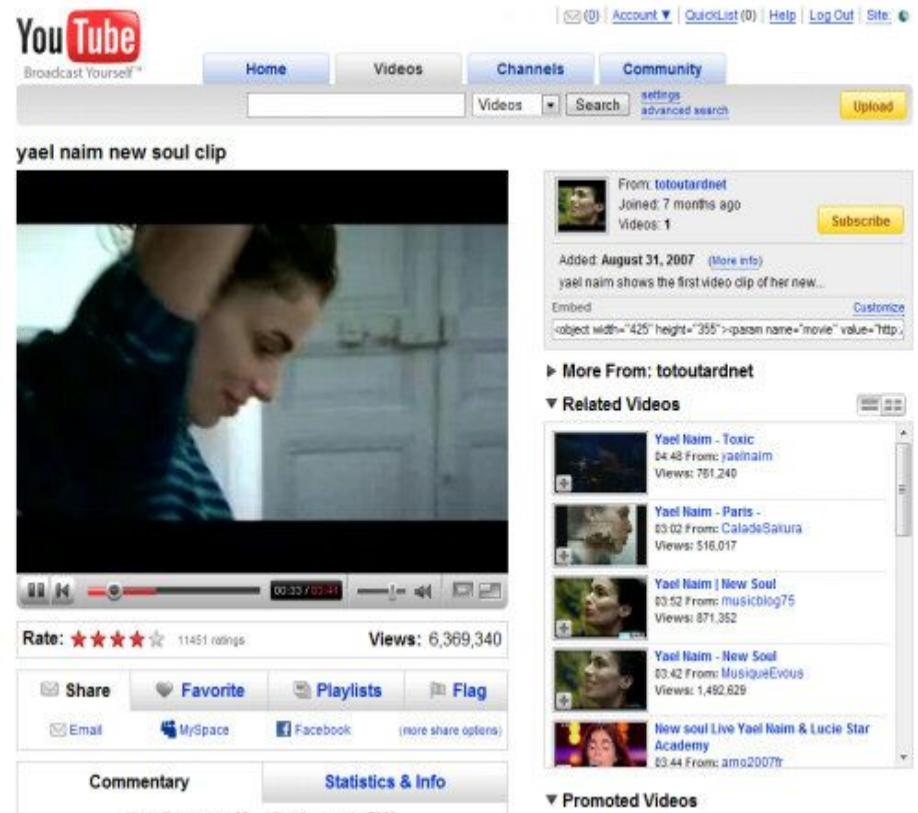 (0) Account ▼ QuickList (0) Help Log Out Site:
YouTube
Broadcast Yourself™
Home Videos Channels Community
Videos Search settings
advanced search
Upload
yael naim new soul clip
From: totoutardnet
Joined: 7 months ago
Videos: 1
Subscribe
Added: August 31, 2007 (More info)
yael naim shows the first video clip of her new...
Embed Customize
<object width="425" height="355"><param name="movie" value="http:
More From: totoutardnet
Related Videos
Yael Naim - Toxic
04:48 From: yaelnaim
Views: 761,240
Yael Naim - Paris -
03:02 From: CaladeSakura
Views: 516,017
Yael Naim | New Soul
03:52 From: musicblog75
Views: 871,352
Yael Naim - New Soul
03:42 From: MusiqueEvous
Views: 1,492,629
New soul Live Yael Naim & Lucie Star
Academy
03:44 From: amo2007fr
Promoted Videos
00:33 / 03:41
Rate: 11451 ratings Views: 6,369,340
Share Favorite Playlists Flag
Email MySpace Facebook (more share options)
Commentary Statistics & Info